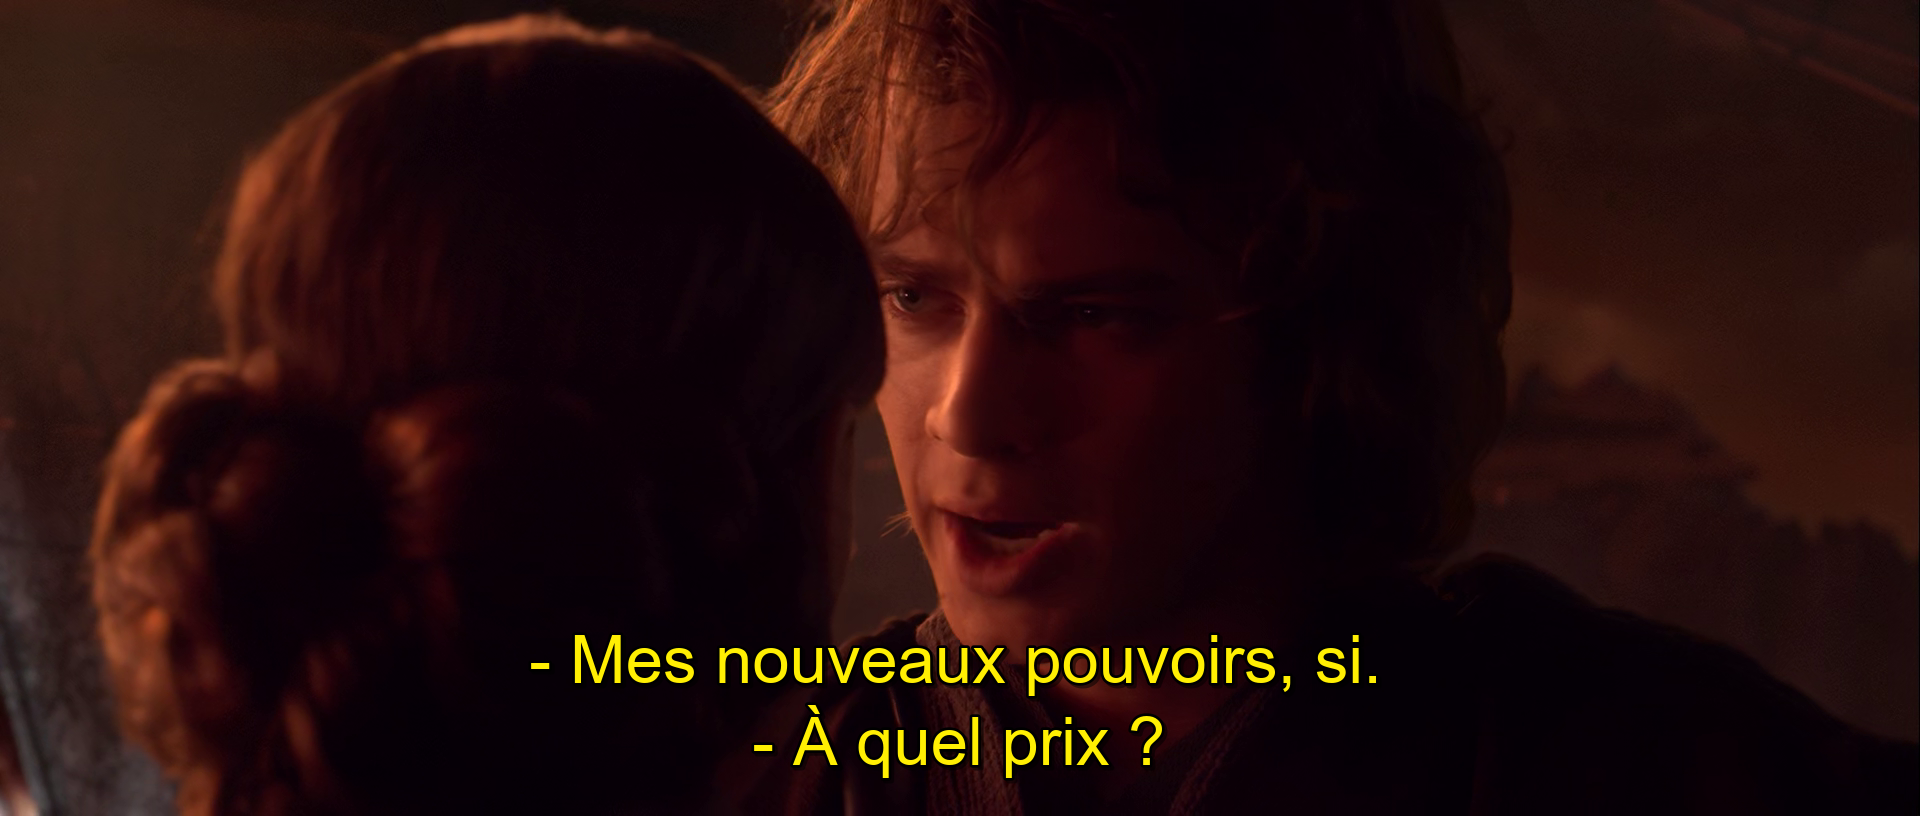 - Mes nouveaux pouvoirs, si.
- À quel prix ?